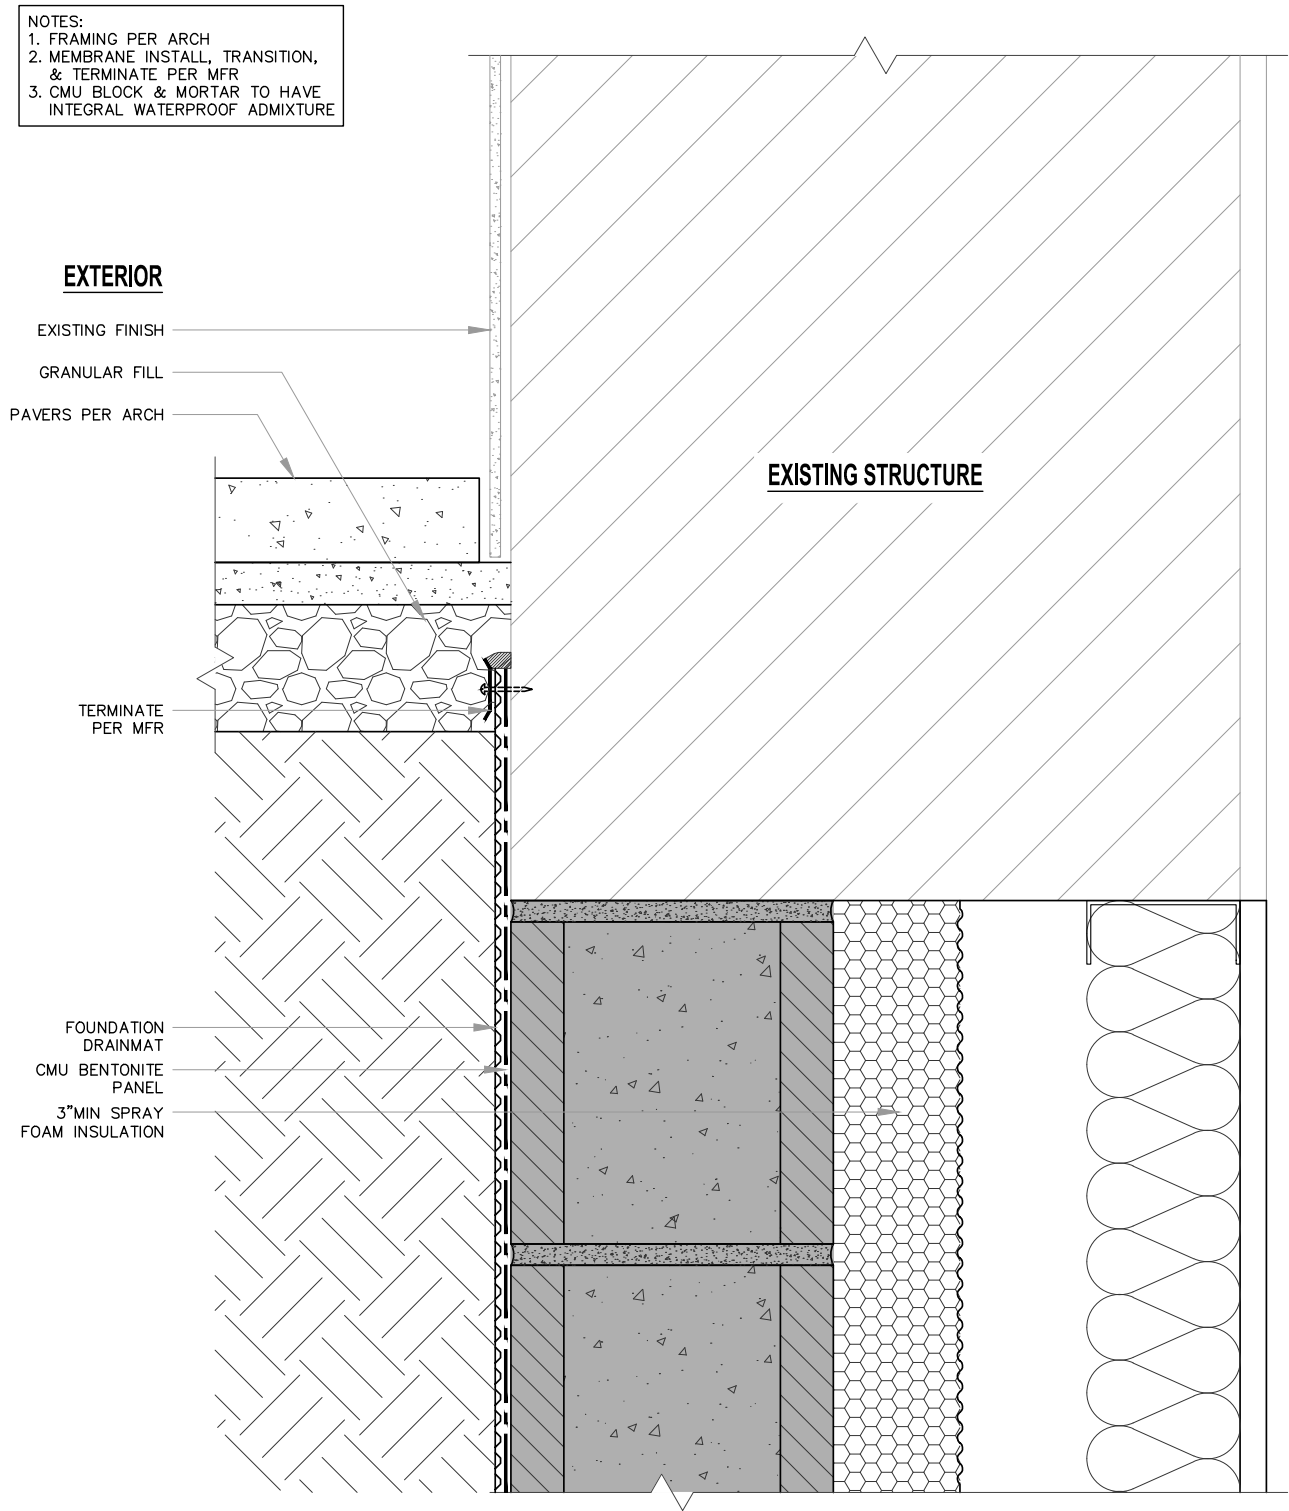 NOTES:
1. FRAMING PER ARCH
2. MEMBRANE INSTALL, TRANSITION,
& TERMINATE PER MFR
3. CMU BLOCK & MORTAR TO HAVE
INTEGRAL WATERPROOF ADMIXTURE
EXTERIOR
EXISTING FINISH
GRANULAR FILL
PAVERS PER ARCH
EXISTING STRUCTURE
TERMINATE
PER MFR
FOUNDATION
DRAINMAT
CMU BENTONITE
PANEL
3"MIN SPRAY
FOAM INSULATION